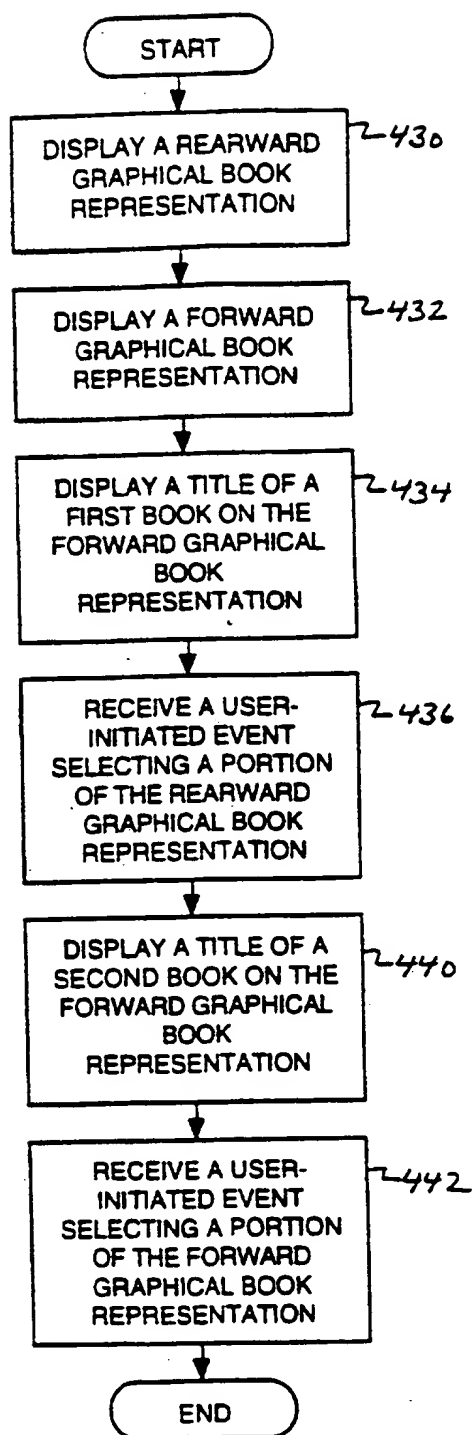 START
DISPLAY A REARWARD
GRAPHICAL BOOK
REPRESENTATION
430
DISPLAY A FORWARD
GRAPHICAL BOOK
REPRESENTATION
432
DISPLAY A TITLE OF A
FIRST BOOK ON THE
FORWARD GRAPHICAL
BOOK
REPRESENTATION
434
RECEIVE A USER-
INITIATED EVENT
SELECTING A PORTION
OF THE REARWARD
GRAPHICAL BOOK
REPRESENTATION
436
DISPLAY A TITLE OF A
SECOND BOOK ON THE
FORWARD GRAPHICAL
BOOK
REPRESENTATION
440
RECEIVE A USER-
INITIATED EVENT
SELECTING A PORTION
OF THE FORWARD
GRAPHICAL BOOK
REPRESENTATION
442
END